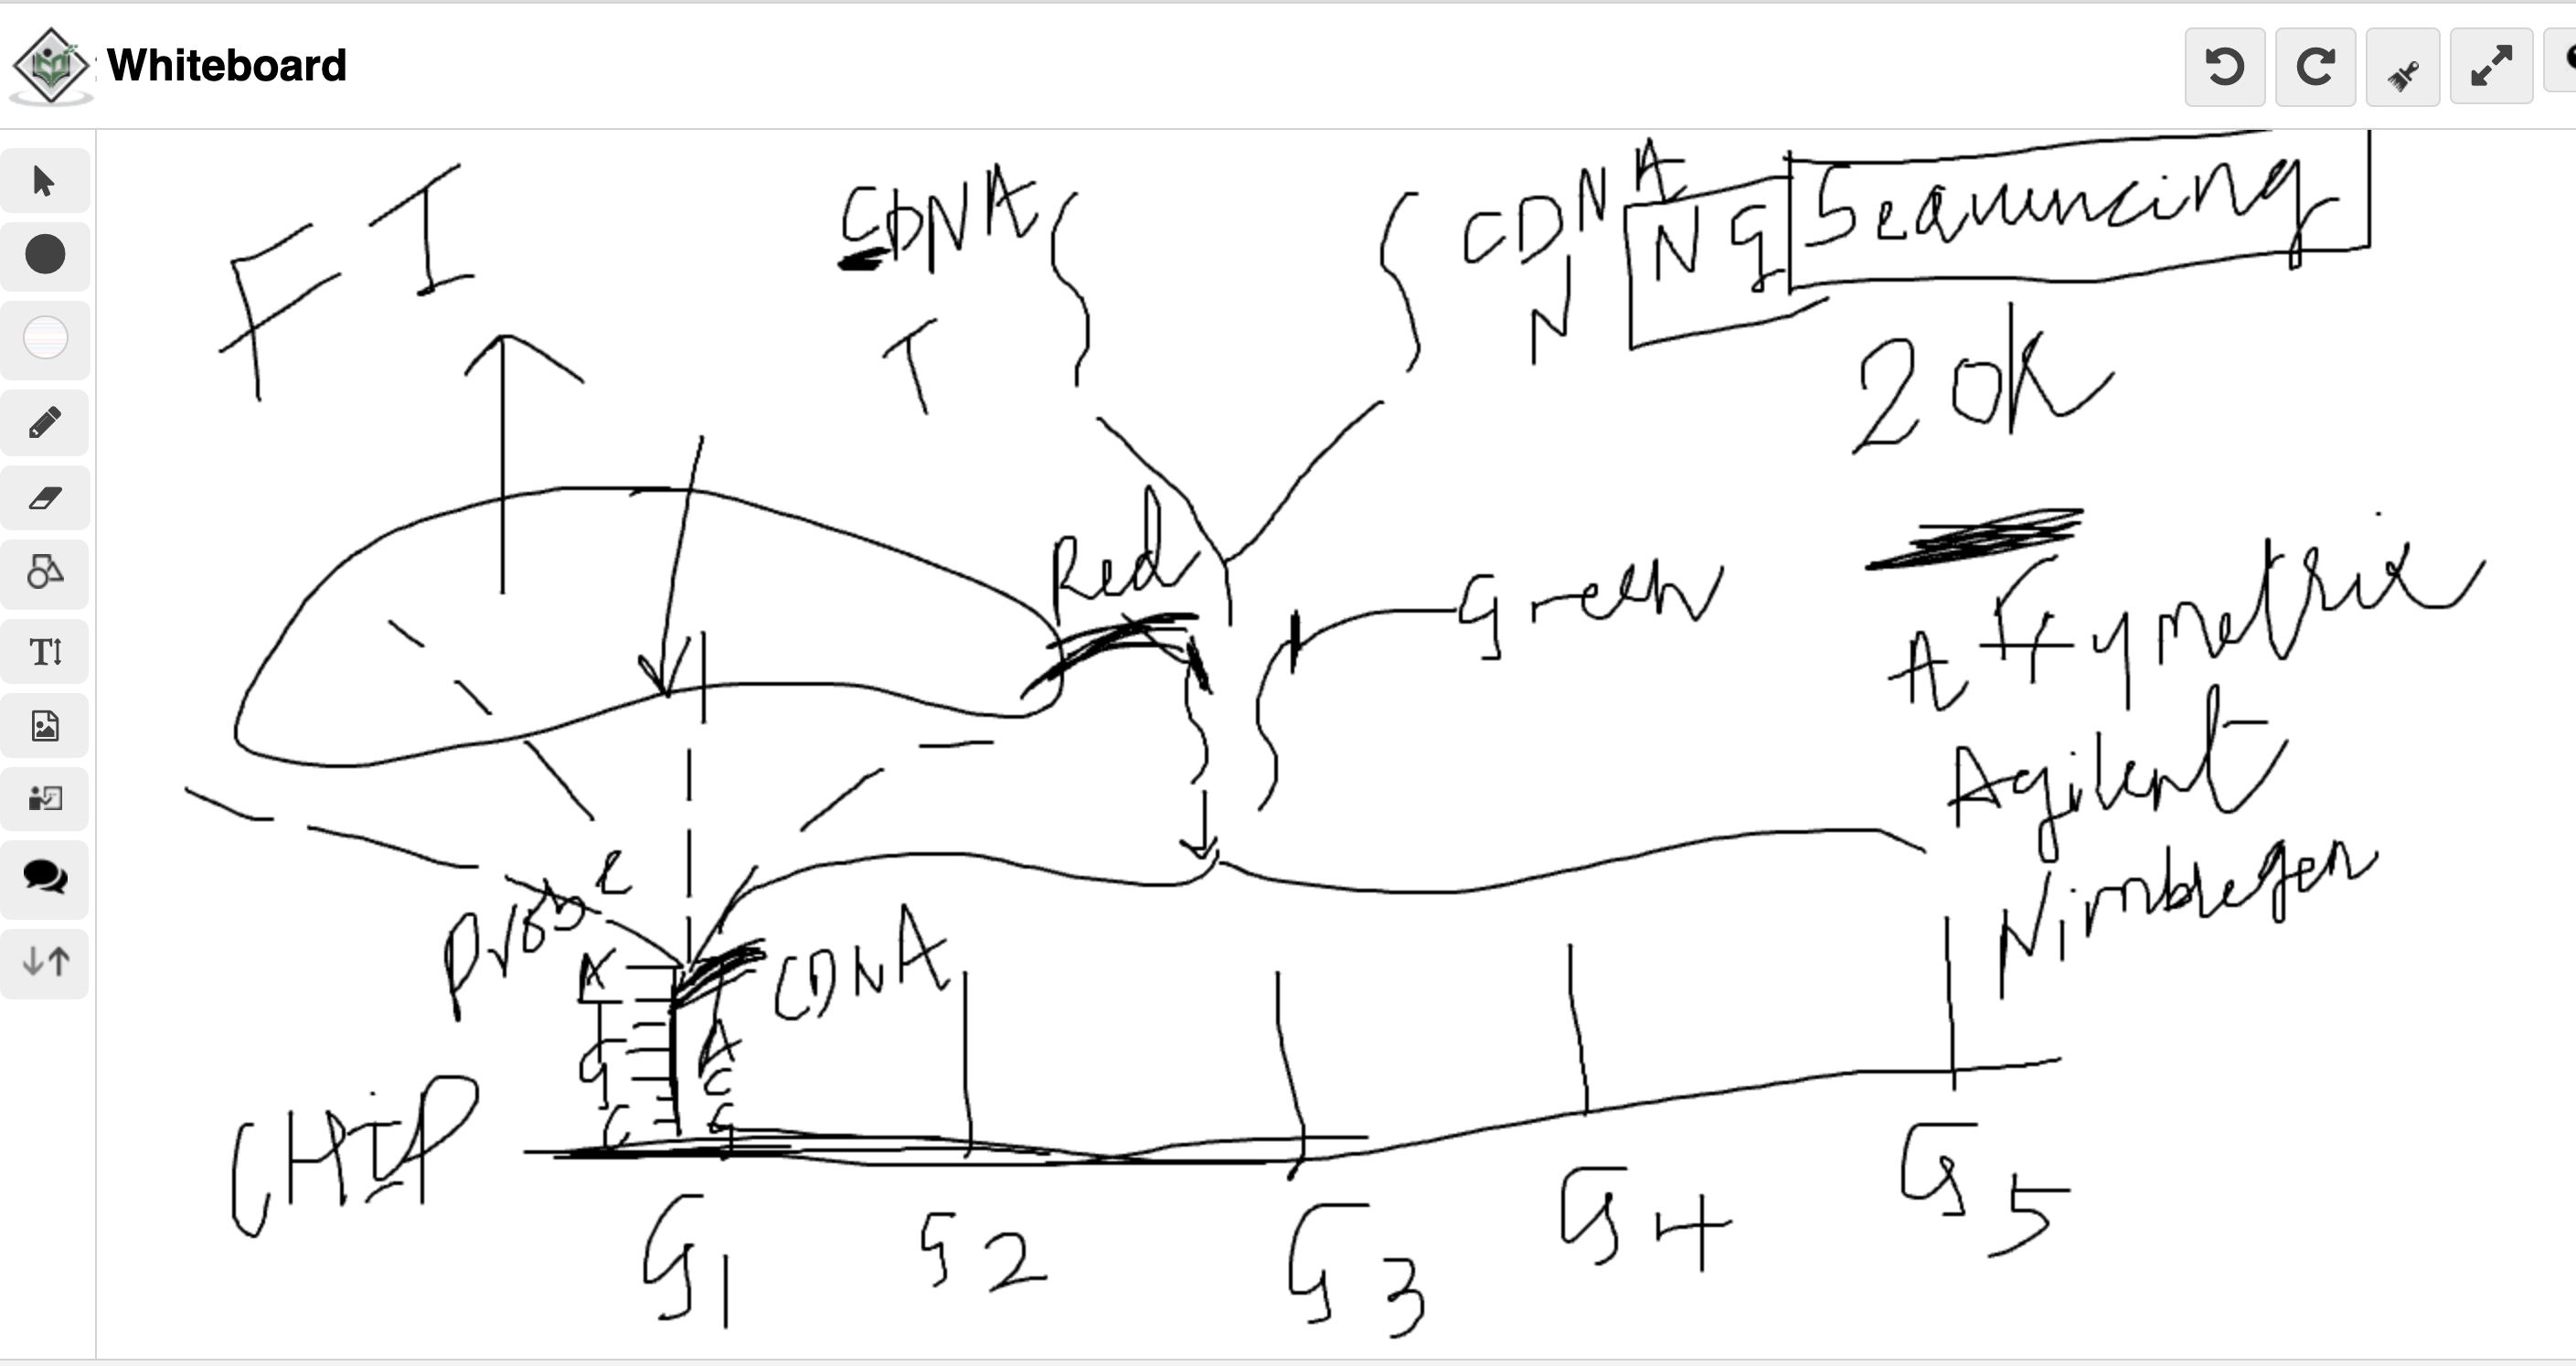 Whiteboard
FI
CDNA
T
CDNA
N
NG
Sequencing
20K
Red
Green
Affymetrix
Agilent
Nimblegen
Probe
CDNA
A
T
G
C
A
C
G
CHIP
G1
G2
G3
G4
G5